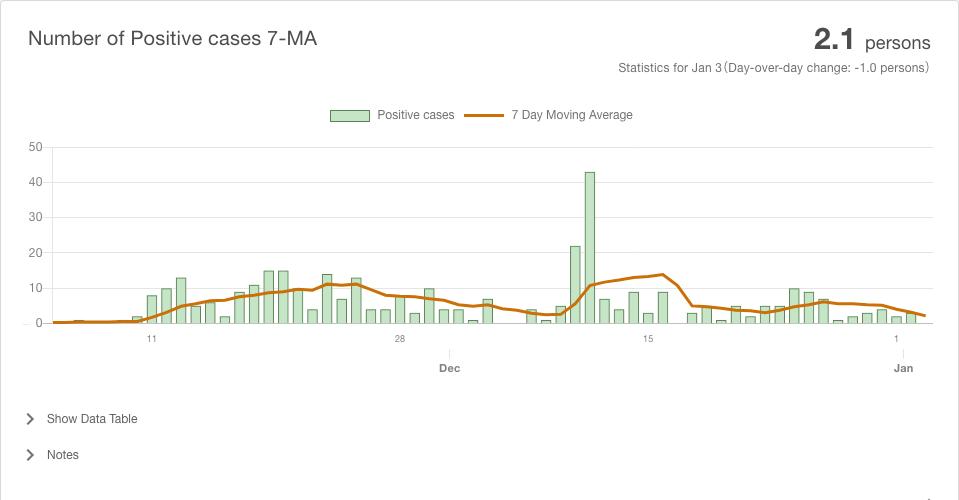 Number of Positive cases 7-MA
2.1 persons
Statistics for Jan 3(Day-over-day change: -1.0 persons)
Positive cases
7 Day Moving Average
50
40
30
20
10
0
11
28
15
1
Dec
Jan
Show Data Table
Notes